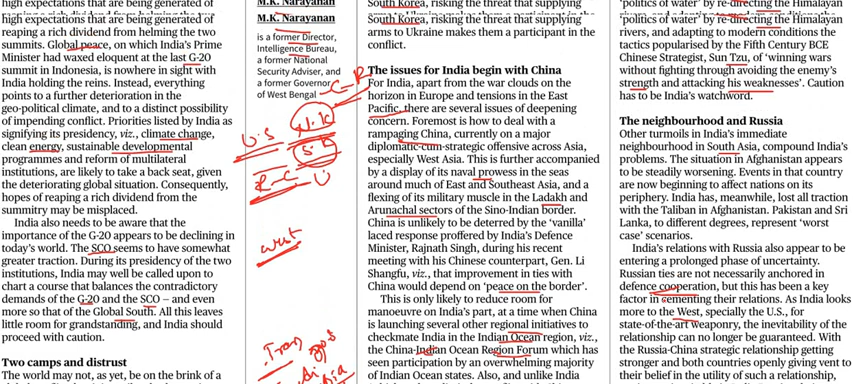 high expectations that are being generated of
high expectations that are being generated of
reaping a rich dividend from helming the two
summits. Global peace, on which India's Prime
Minister had waxed eloquent at the last G-20
summit in Indonesia, is nowhere in sight with
India holding the reins. Instead, everything
points to a further deterioration in the
geo-political climate, and to a distinct possibility
of impending conflict. Priorities listed by India as
signifying its presidency, viz., climate change,
clean energy, sustainable developmental
programmes and reform of multilateral
institutions, are likely to take a back seat, given
the deteriorating global situation. Consequently,
hopes of reaping a rich dividend from the
summitry may be misplaced.
India also needs to be aware that the
importance of the G-20 appears to be declining in
today's world. The SCO seems to have somewhat
greater traction. During its presidency of the two
institutions, India may well be called upon to
chart a course that balances the contradictory
demands of the G-20 and the SCO – and even
more so that of the Global South. All this leaves
little room for grandstanding, and India should
proceed with caution.
Two camps and distrust
The world may not, as yet, be on the brink of a
M.K. Narayanan
M.K. Narayanan
is a former Director,
Intelligence Bureau,
a former National
Security Adviser, and
a former Governor
of West Bengal
C-R
N.K
U.S
S.K
R-C
U
west
Iran
South Korea, risking the threat that supplying
South Korea, risking the threat that supplying
arms to Ukraine makes them a participant in the
conflict.
The issues for India begin with China
For India, apart from the war clouds on the
horizon in Europe and tensions in the East
Pacific, there are several issues of deepening
concern. Foremost is how to deal with a
rampaging China, currently on a major
diplomatic-cum-strategic offensive across Asia,
especially West Asia. This is further accompanied
by a display of its naval prowess in the seas
around much of East and Southeast Asia, and a
flexing of its military muscle in the Ladakh and
Arunachal sectors of the Sino-Indian border.
China is unlikely to be deterred by the 'vanilla'
laced response proffered by India's Defence
Minister, Rajnath Singh, during his recent
meeting with his Chinese counterpart, Gen. Li
Shangfu, viz., that improvement in ties with
China would depend on 'peace on the border'.
This is only likely to reduce room for
manoeuvre on India's part, at a time when China
is launching several other regional initiatives to
checkmate India in the Indian Ocean region, viz.,
the China-Indian Ocean Region Forum which has
seen participation by an overwhelming majority
of Indian Ocean states. Also, and unlike India
'politics of water' by re-directing the Himalayan
'politics of water' by re-directing the Himalayan
rivers, and adapting to modern conditions the
tactics popularised by the Fifth Century BCE
Chinese Strategist, Sun Tzu, of 'winning wars
without fighting through avoiding the enemy's
strength and attacking his weaknesses'. Caution
has to be India's watchword.
The neighbourhood and Russia
Other turmoils in India's immediate
neighbourhood in South Asia, compound India's
problems. The situation in Afghanistan appears
to be steadily worsening. Events in that country
are now beginning to affect nations on its
periphery. India has, meanwhile, lost all traction
with the Taliban in Afghanistan. Pakistan and Sri
Lanka, to different degrees, represent 'worst
case' scenarios.
India's relations with Russia also appear to be
entering a prolonged phase of uncertainty.
Russian ties are not necessarily anchored in
defence cooperation, but this has been a key
factor in cementing their relations. As India looks
more to the West, specially the U.S., for
state-of-the-art weaponry, the inevitability of the
relationship can no longer be guaranteed. With
the Russia-China strategic relationship getting
stronger and both countries openly giving vent to
their belief in the utility of such a relationship,